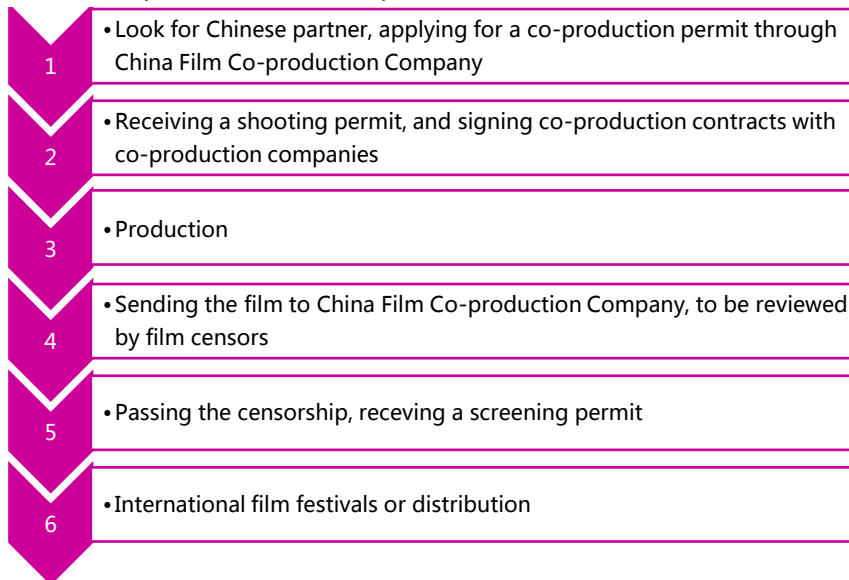 1
• Look for Chinese partner, applying for a co-production permit through
China Film Co-production Company
2
• Receiving a shooting permit, and signing co-production contracts with
co-production companies
3
• Production
4
• Sending the film to China Film Co-production Company, to be reviewed
by film censors
5
• Passing the censorship, receving a screening permit
6
• International film festivals or distribution